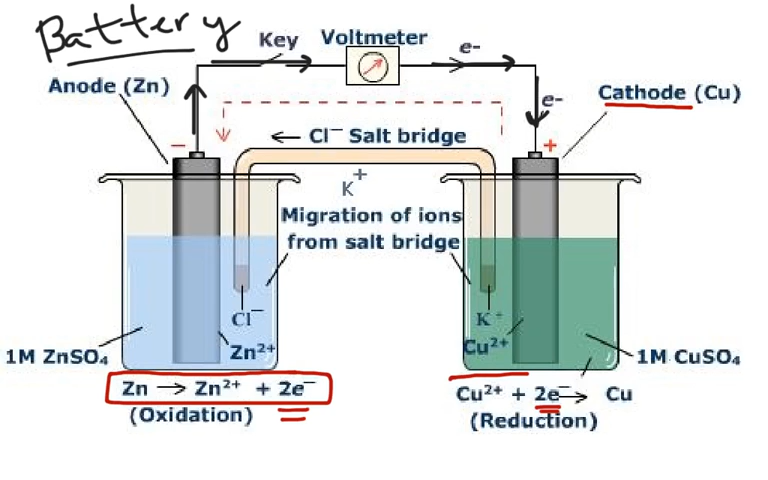 Battery
Key
Voltmeter
e-
Anode (Zn)
Cathode (Cu)
e-
−
+
← Cl⁻ Salt bridge
K⁺
Migration of ions
from salt bridge
Cl⁻
K⁺
Zn²⁺
Cu²⁺
1M ZnSO₄
1M CuSO₄
Zn → Zn²⁺ + 2e⁻
(Oxidation)
Cu²⁺ + 2e⁻ → Cu
(Reduction)